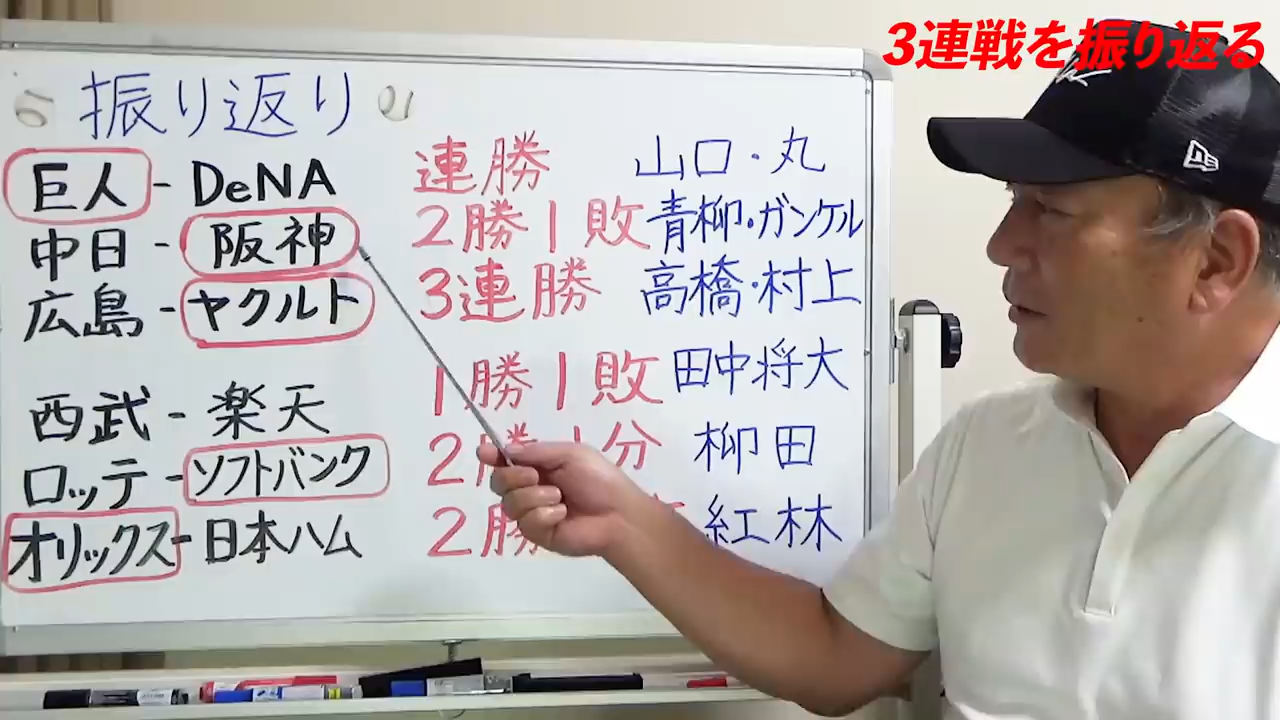 3連戦を振り返る
振り返り
巨人 - DeNA 連勝 山口・丸
中日 - 阪神 2勝1敗 青柳・ガンケル
広島 - ヤクルト 3連勝 高橋・村上
西武 - 楽天 1勝1敗 田中将大
ロッテ - ソフトバンク 2勝1分 柳田
オリックス - 日本ハム 2勝 紅林